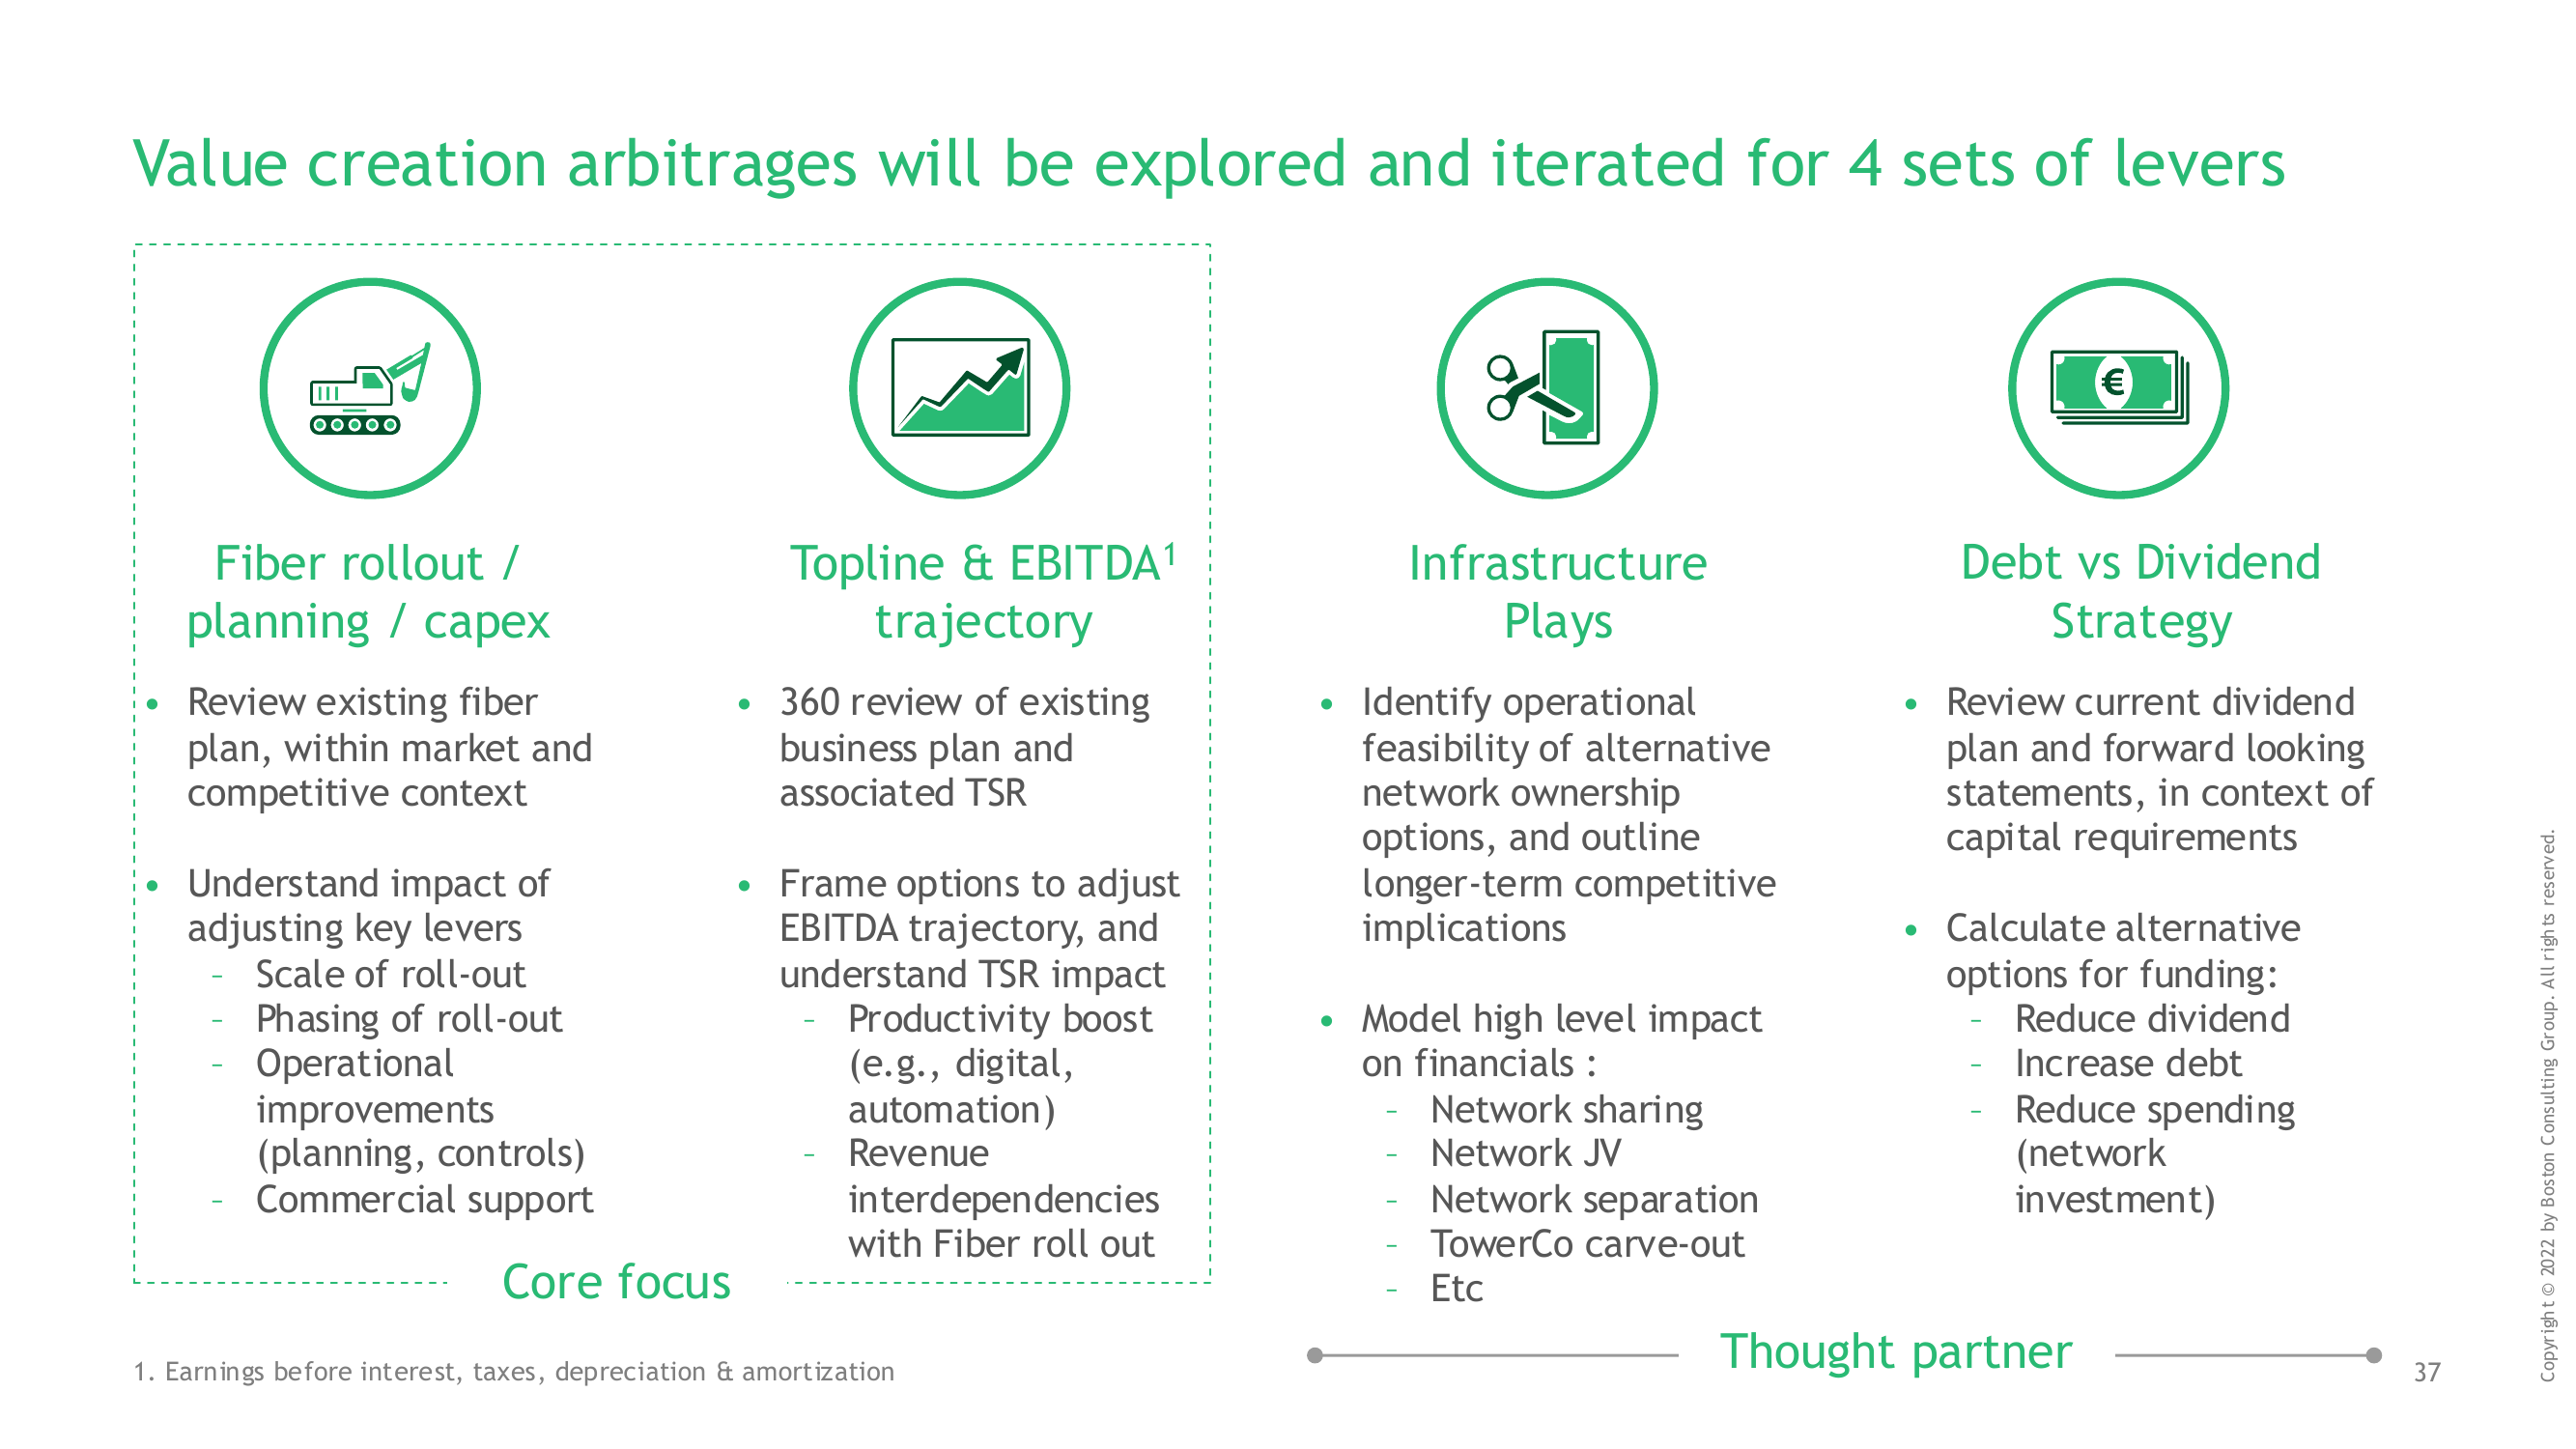 Value creation arbitrages will be explored and iterated for 4 sets of levers
Fiber rollout /
planning / capex
• Review existing fiber
plan, within market and
competitive context
• Understand impact of
adjusting key levers
– Scale of roll-out
– Phasing of roll-out
– Operational
improvements
(planning, controls)
– Commercial support
Topline & EBITDA¹
trajectory
• 360 review of existing
business plan and
associated TSR
• Frame options to adjust
EBITDA trajectory, and
understand TSR impact
– Productivity boost
(e.g., digital,
automation)
– Revenue
interdependencies
with Fiber roll out
Core focus
Infrastructure
Plays
• Identify operational
feasibility of alternative
network ownership
options, and outline
longer-term competitive
implications
• Model high level impact
on financials :
– Network sharing
– Network JV
– Network separation
– TowerCo carve-out
– Etc
€
Debt vs Dividend
Strategy
• Review current dividend
plan and forward looking
statements, in context of
capital requirements
• Calculate alternative
options for funding:
– Reduce dividend
– Increase debt
– Reduce spending
(network
investment)
Thought partner
1. Earnings before interest, taxes, depreciation & amortization
37
Copyright © 2022 by Boston Consulting Group. All rights reserved.